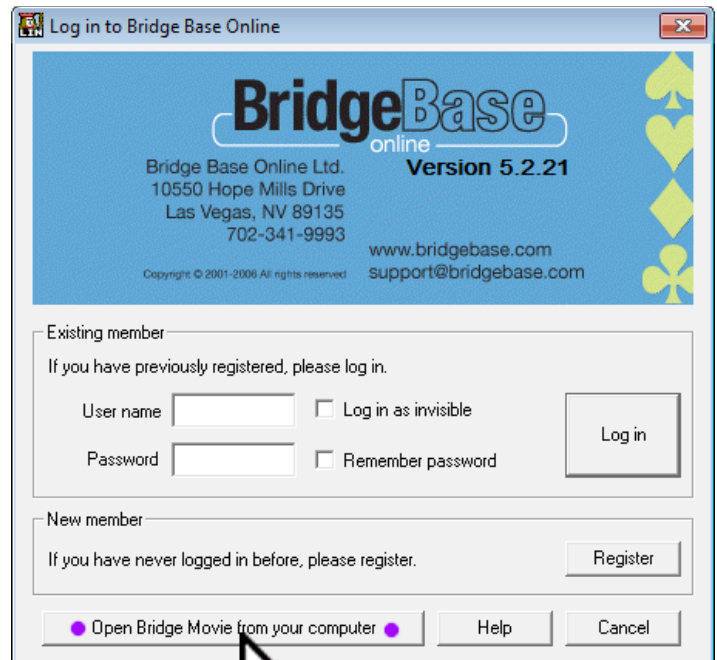 Log in to Bridge Base Online
BridgeBase
online
Bridge Base Online Ltd.
10550 Hope Mills Drive
Las Vegas, NV 89135
702-341-9993
Version 5.2.21
www.bridgebase.com
Copyright © 2001-2006 All rights reserved
support@bridgebase.com
Existing member
If you have previously registered, please log in.
User name
Log in as invisible
Password
Remember password
Log in
New member
If you have never logged in before, please register.
Register
Open Bridge Movie from your computer
Help
Cancel